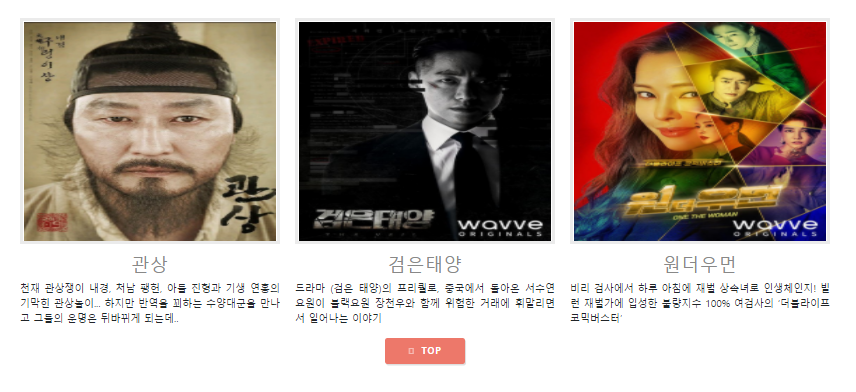 내경
관상
EXPIRED
검은태양
wavve
ORIGINALS
원더우먼
ONE THE WOMAN
wavve
ORIGINALS
관상
검은태양
원더우먼
천재 관상쟁이 내경, 처남 팽헌, 아들 진형과 기생 연홍의
기막힌 관상놀이... 하지만 반역을 꾀하는 수양대군을 만나
고 그들의 운명은 뒤바뀌게 되는데..
드라마 (검은 태양)의 프리퀄로, 중국에서 돌아온 서수연
요원이 블랙요원 장천우와 함께 위험한 거래에 휘말리면
서 일어나는 이야기
비리 검사에서 하루 아침에 재벌 상속녀로 인생체인지! 빌
런 재벌가에 입성한 불량지수 100% 여검사의 '더블라이프
코믹버스터'
TOP